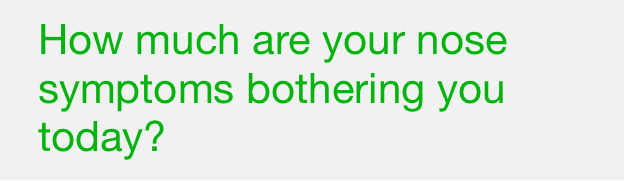 How much are your nose
symptoms bothering you
today?